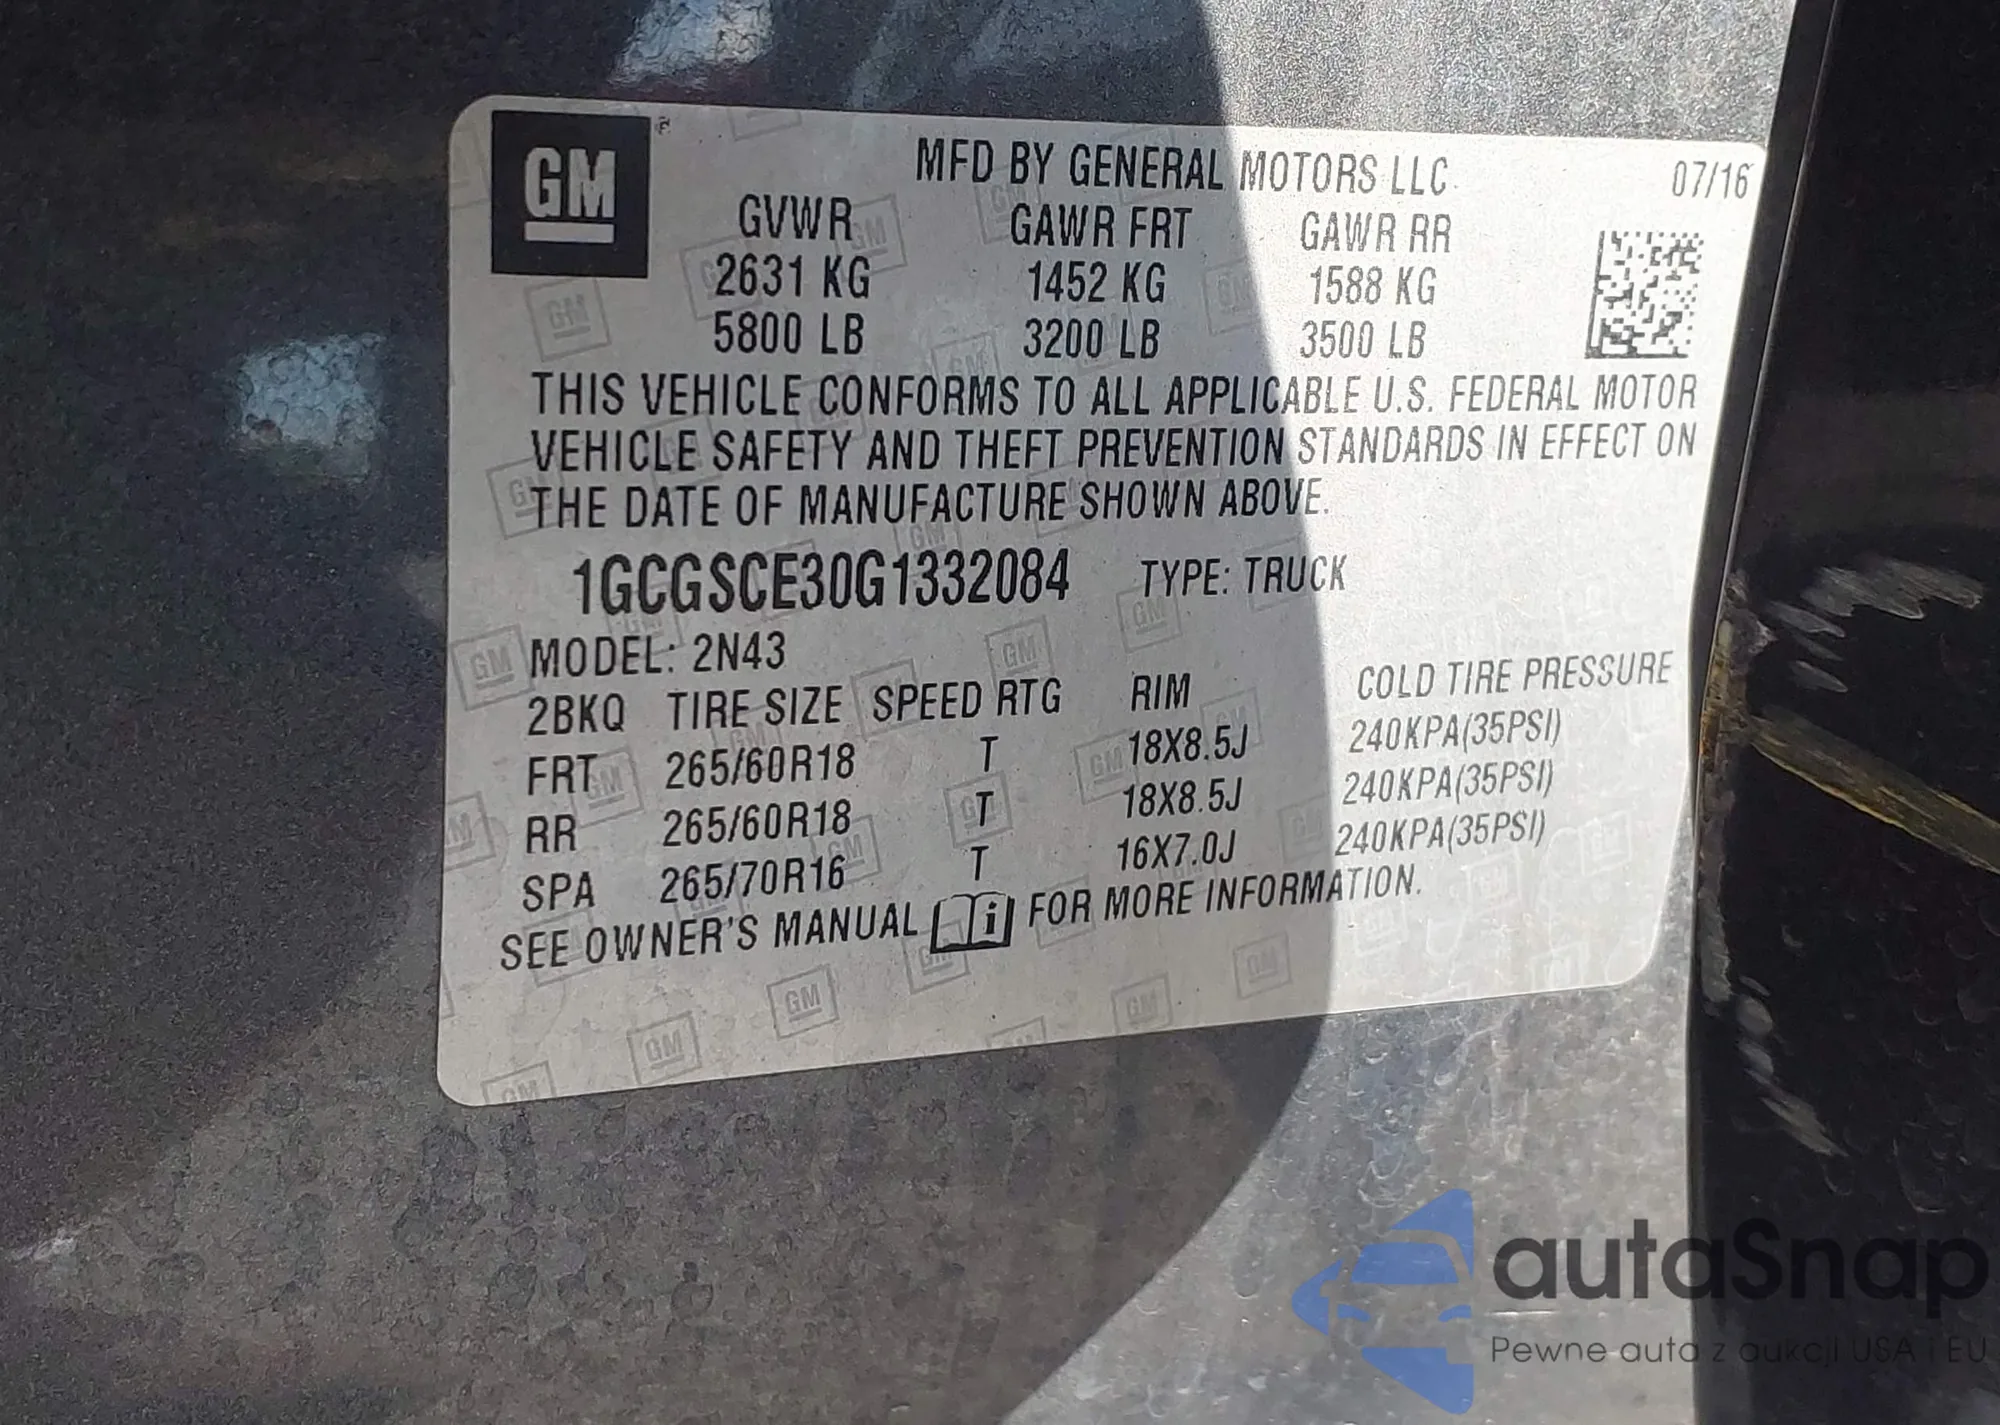 GM
MFD BY GENERAL MOTORS LLC 07/16
GVWR GAWR FRT GAWR RR
2631 KG 1452 KG 1588 KG
5800 LB 3200 LB 3500 LB
THIS VEHICLE CONFORMS TO ALL APPLICABLE U.S. FEDERAL MOTOR
VEHICLE SAFETY AND THEFT PREVENTION STANDARDS IN EFFECT ON
THE DATE OF MANUFACTURE SHOWN ABOVE.
1GCGSCE30G1332084 TYPE: TRUCK
MODEL: 2N43
2BKQ TIRE SIZE SPEED RTG RIM COLD TIRE PRESSURE
FRT 265/60R18 T 18X8.5J 240KPA(35PSI)
RR 265/60R18 T 18X8.5J 240KPA(35PSI)
SPA 265/70R16 T 16X7.0J 240KPA(35PSI)
SEE OWNER'S MANUAL i FOR MORE INFORMATION.
autaSnap
Pewne auta z aukcji USA i EU